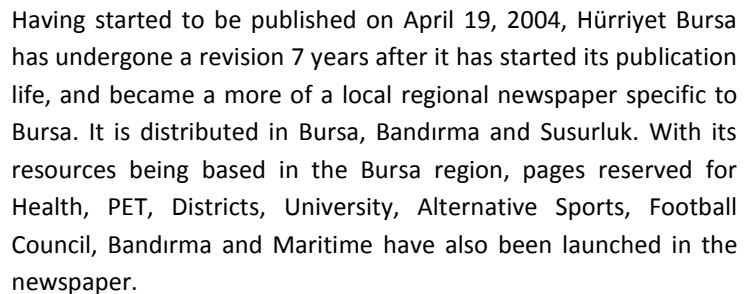 Having started to be published on April 19, 2004, Hürriyet Bursa
has undergone a revision 7 years after it has started its publication
life, and became a more of a local regional newspaper specific to
Bursa. It is distributed in Bursa, Bandırma and Susurluk. With its
resources being based in the Bursa region, pages reserved for
Health, PET, Districts, University, Alternative Sports, Football
Council, Bandırma and Maritime have also been launched in the
newspaper.